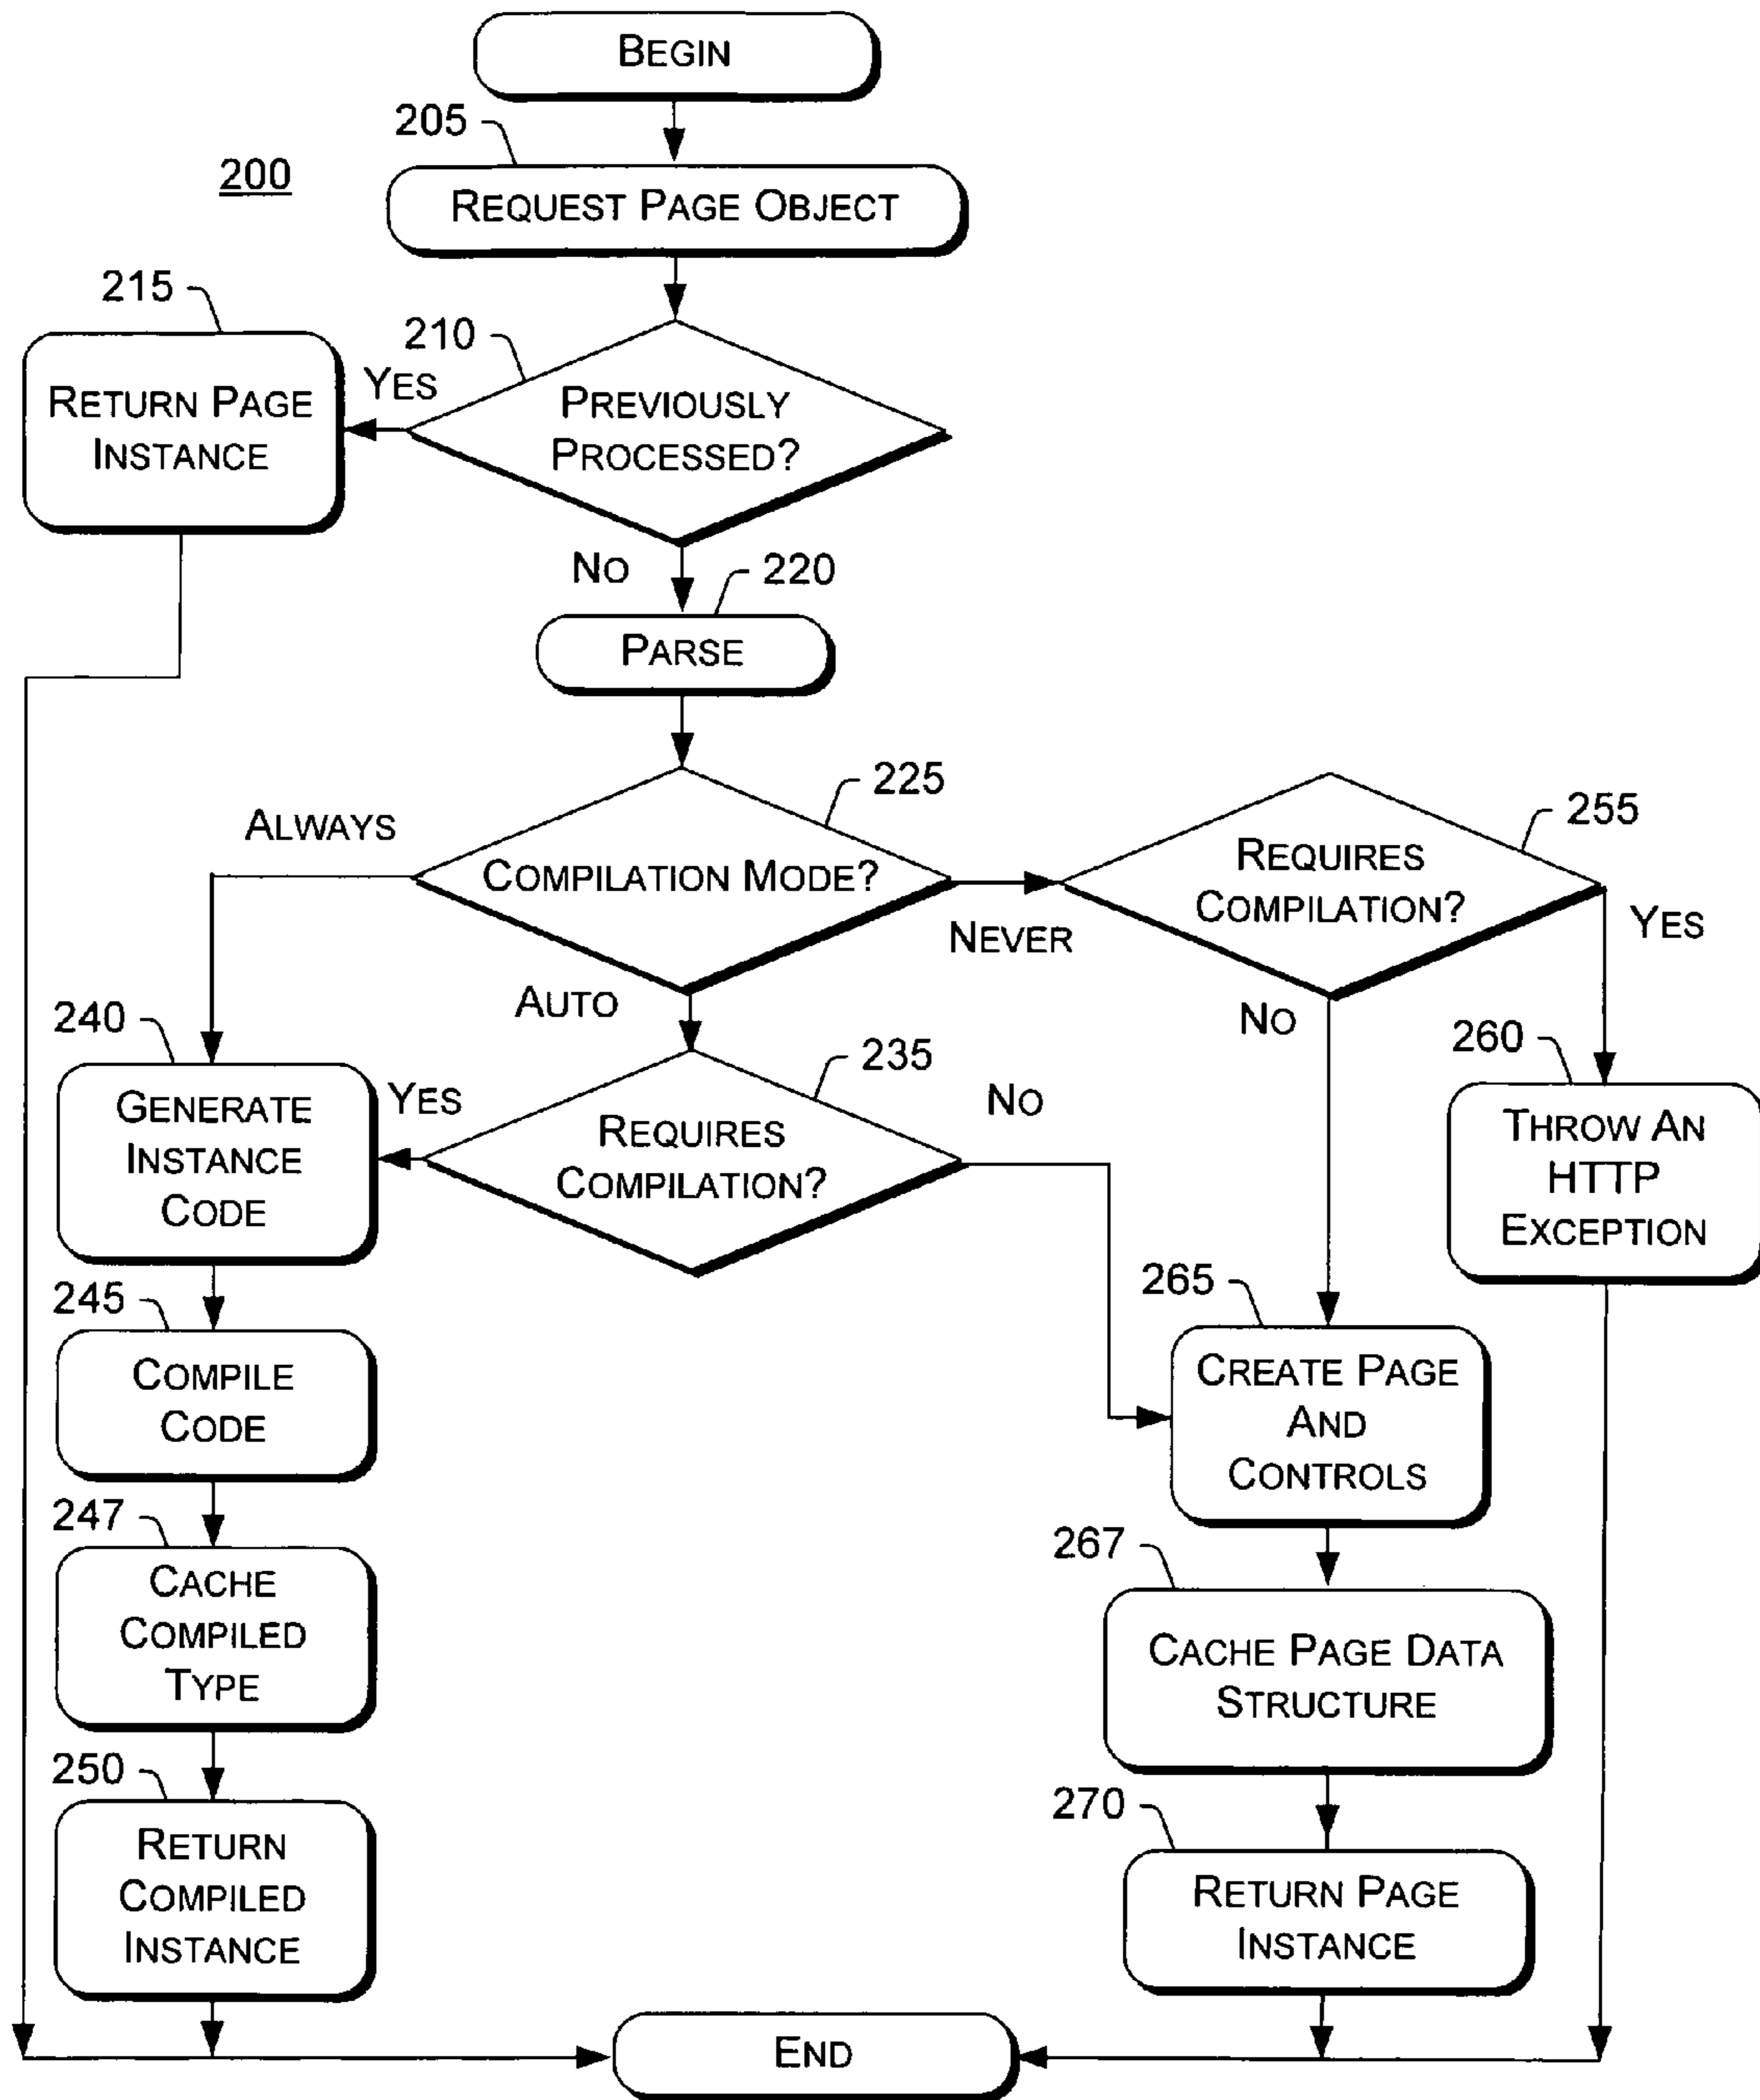 BEGIN
205
200
REQUEST PAGE OBJECT
215
210
YES
RETURN PAGE
INSTANCE
PREVIOUSLY
PROCESSED?
NO
220
PARSE
225
255
ALWAYS
COMPILATION MODE?
REQUIRES
COMPILATION?
NEVER
YES
AUTO
NO
240
235
260
GENERATE
INSTANCE
CODE
YES
REQUIRES
COMPILATION?
NO
THROW AN
HTTP
EXCEPTION
245
265
COMPILE
CODE
CREATE PAGE
AND
CONTROLS
247
267
CACHE
COMPILED
TYPE
CACHE PAGE DATA
STRUCTURE
250
270
RETURN
COMPILED
INSTANCE
RETURN PAGE
INSTANCE
END